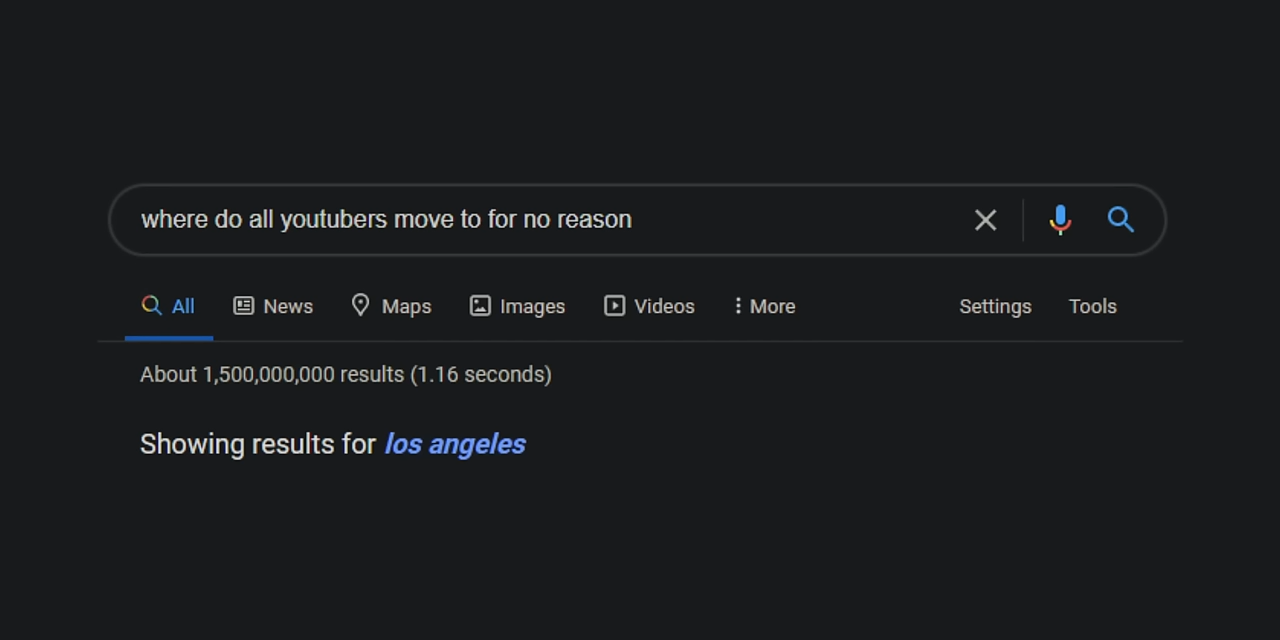 where do all youtubers move to for no reason
All News Maps Images Videos More Settings Tools
About 1,500,000,000 results (1.16 seconds)
Showing results for los angeles